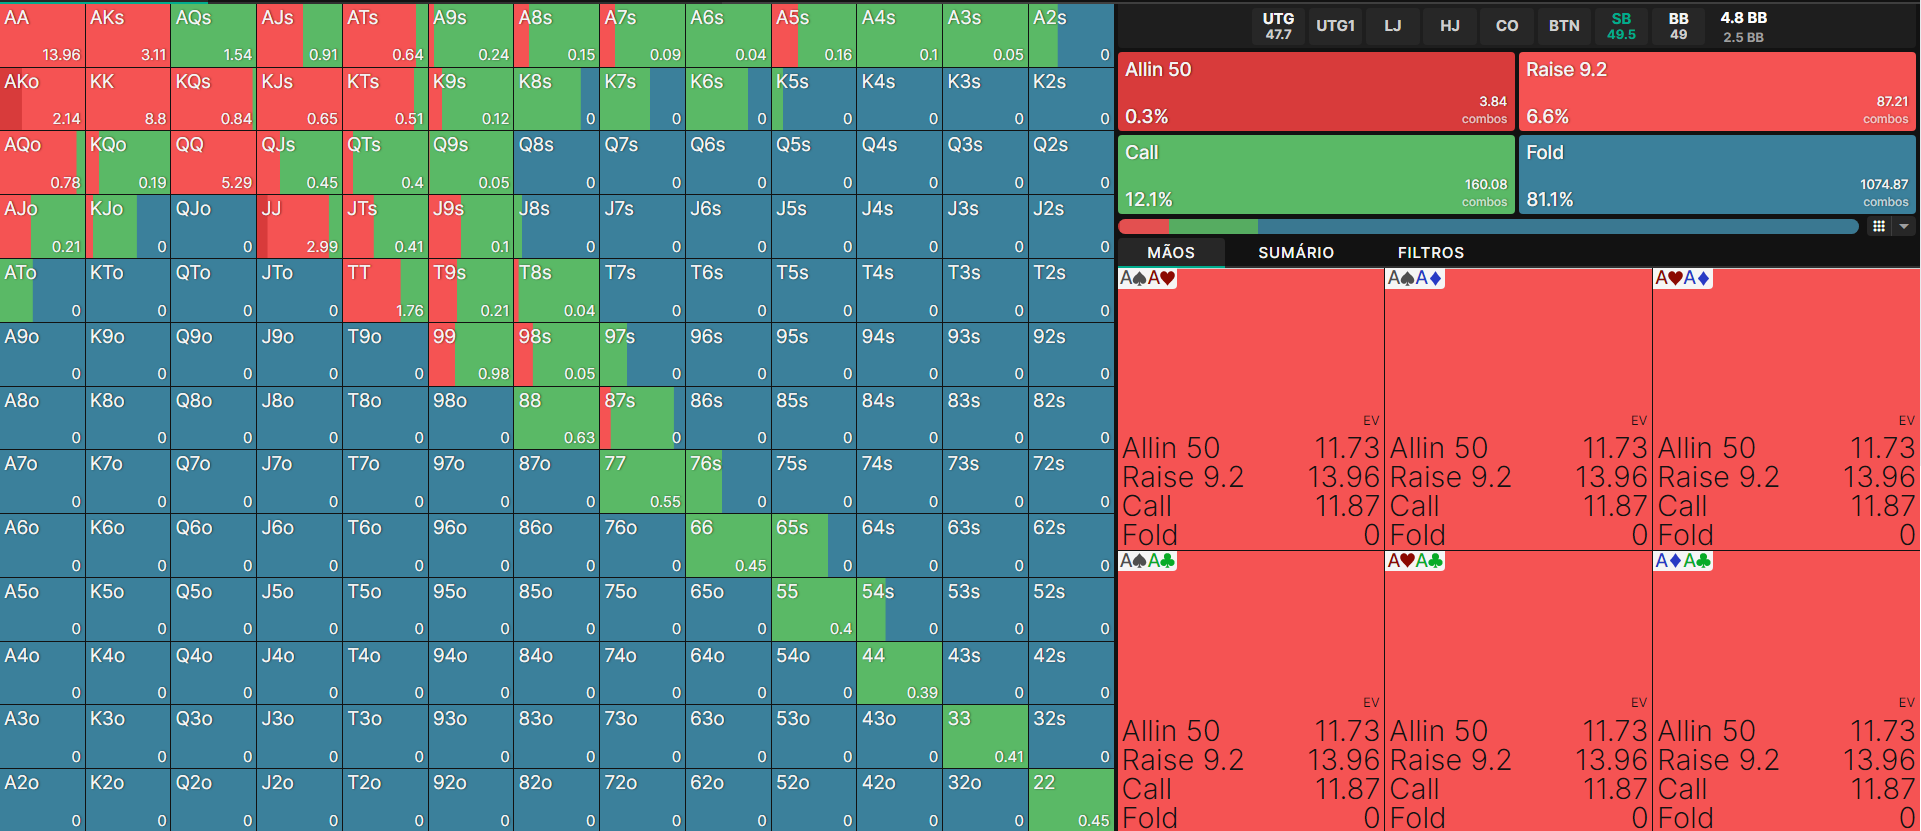 AA AKs AQs AJs ATs A9s A8s A7s A6s A5s A4s A3s A2s
13.96 3.11 1.54 0.91 0.64 0.24 0.15 0.09 0.04 0.16 0.1 0.05 0
AKo KK KQs KJs KTs K9s K8s K7s K6s K5s K4s K3s K2s
2.14 8.8 0.84 0.65 0.51 0.12 0 0 0 0 0 0 0
AQo KQo QQ QJs QTs Q9s Q8s Q7s Q6s Q5s Q4s Q3s Q2s
0.78 0.19 5.29 0.45 0.4 0.05 0 0 0 0 0 0 0
AJo KJo QJo JJ JTs J9s J8s J7s J6s J5s J4s J3s J2s
0.21 0 0 2.99 0.41 0.1 0 0 0 0 0 0 0
ATo KTo QTo JTo TT T9s T8s T7s T6s T5s T4s T3s T2s
0 0 0 0 1.76 0.21 0.04 0 0 0 0 0 0
A9o K9o Q9o J9o T9o 99 98s 97s 96s 95s 94s 93s 92s
0 0 0 0 0 0.98 0.05 0 0 0 0 0 0
A8o K8o Q8o J8o T8o 98o 88 87s 86s 85s 84s 83s 82s
0 0 0 0 0 0 0.63 0 0 0 0 0 0
A7o K7o Q7o J7o T7o 97o 87o 77 76s 75s 74s 73s 72s
0 0 0 0 0 0 0 0.55 0 0 0 0 0
A6o K6o Q6o J6o T6o 96o 86o 76o 66 65s 64s 63s 62s
0 0 0 0 0 0 0 0 0.45 0 0 0 0
A5o K5o Q5o J5o T5o 95o 85o 75o 65o 55 54s 53s 52s
0 0 0 0 0 0 0 0 0 0.4 0 0 0
A4o K4o Q4o J4o T4o 94o 84o 74o 64o 54o 44 43s 42s
0 0 0 0 0 0 0 0 0 0 0.39 0 0
A3o K3o Q3o J3o T3o 93o 83o 73o 63o 53o 43o 33 32s
0 0 0 0 0 0 0 0 0 0 0 0.41 0
A2o K2o Q2o J2o T2o 92o 82o 72o 62o 52o 42o 32o 22
0 0 0 0 0 0 0 0 0 0 0 0 0.45
UTG UTG1 LJ HJ CO BTN SB BB 4.8 BB
47.7 49.5 49 2.5 BB
Allin 50 Raise 9.2
3.84 87.21
0.3% combos 6.6% combos
Call Fold
160.08 1074.87
12.1% combos 81.1% combos
MÃOS SUMÁRIO FILTROS
A♠A♥ A♠A♦ A♥A♦
EV EV EV
Allin 50 11.73 Allin 50 11.73 Allin 50 11.73
Raise 9.2 13.96 Raise 9.2 13.96 Raise 9.2 13.96
Call 11.87 Call 11.87 Call 11.87
Fold 0 Fold 0 Fold 0
A♠A♣ A♥A♣ A♦A♣
EV EV EV
Allin 50 11.73 Allin 50 11.73 Allin 50 11.73
Raise 9.2 13.96 Raise 9.2 13.96 Raise 9.2 13.96
Call 11.87 Call 11.87 Call 11.87
Fold 0 Fold 0 Fold 0